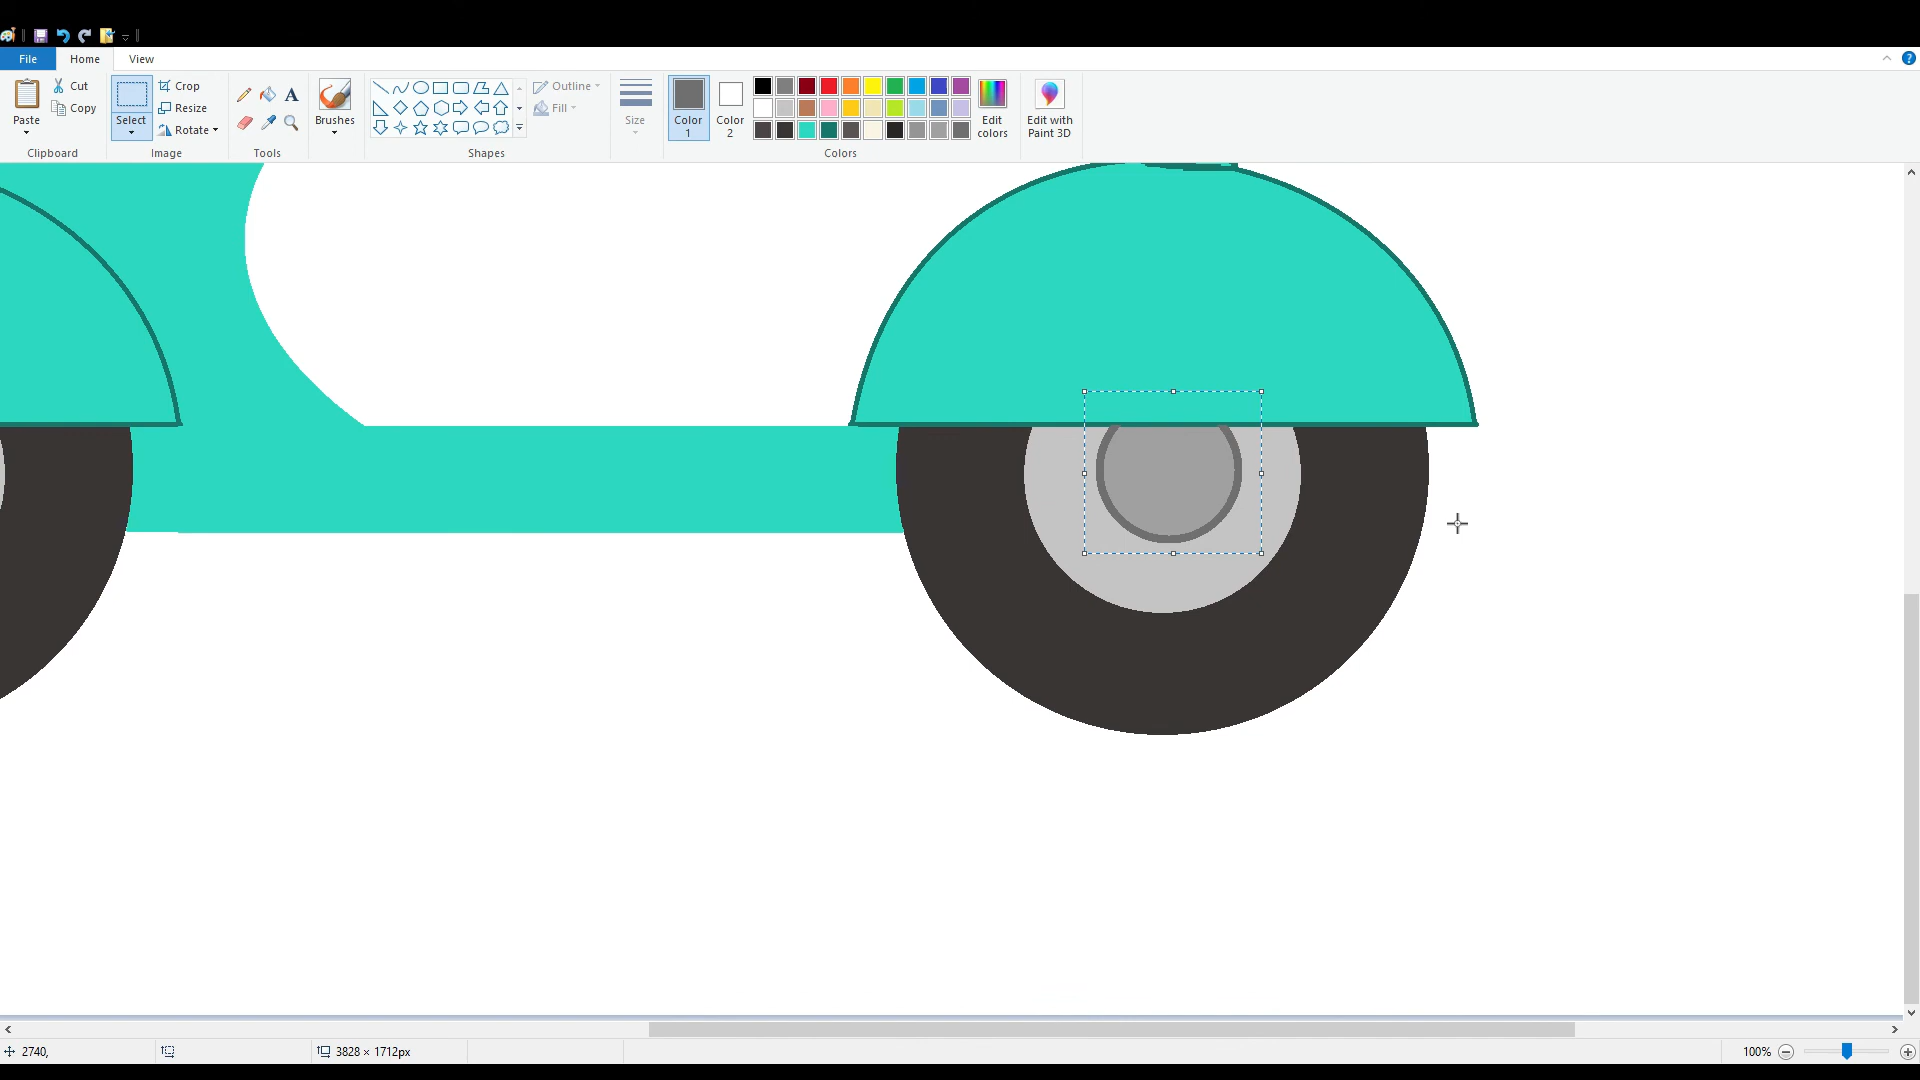 File Home View
Paste
Cut
Copy
Clipboard
Select
Crop
Resize
Rotate
Image
A
Tools
Brushes
Shapes
Outline
Fill
Size
Color 1
Color 2
Edit colors
Colors
Edit with Paint 3D
?
2740,
3828 × 1712px
100%